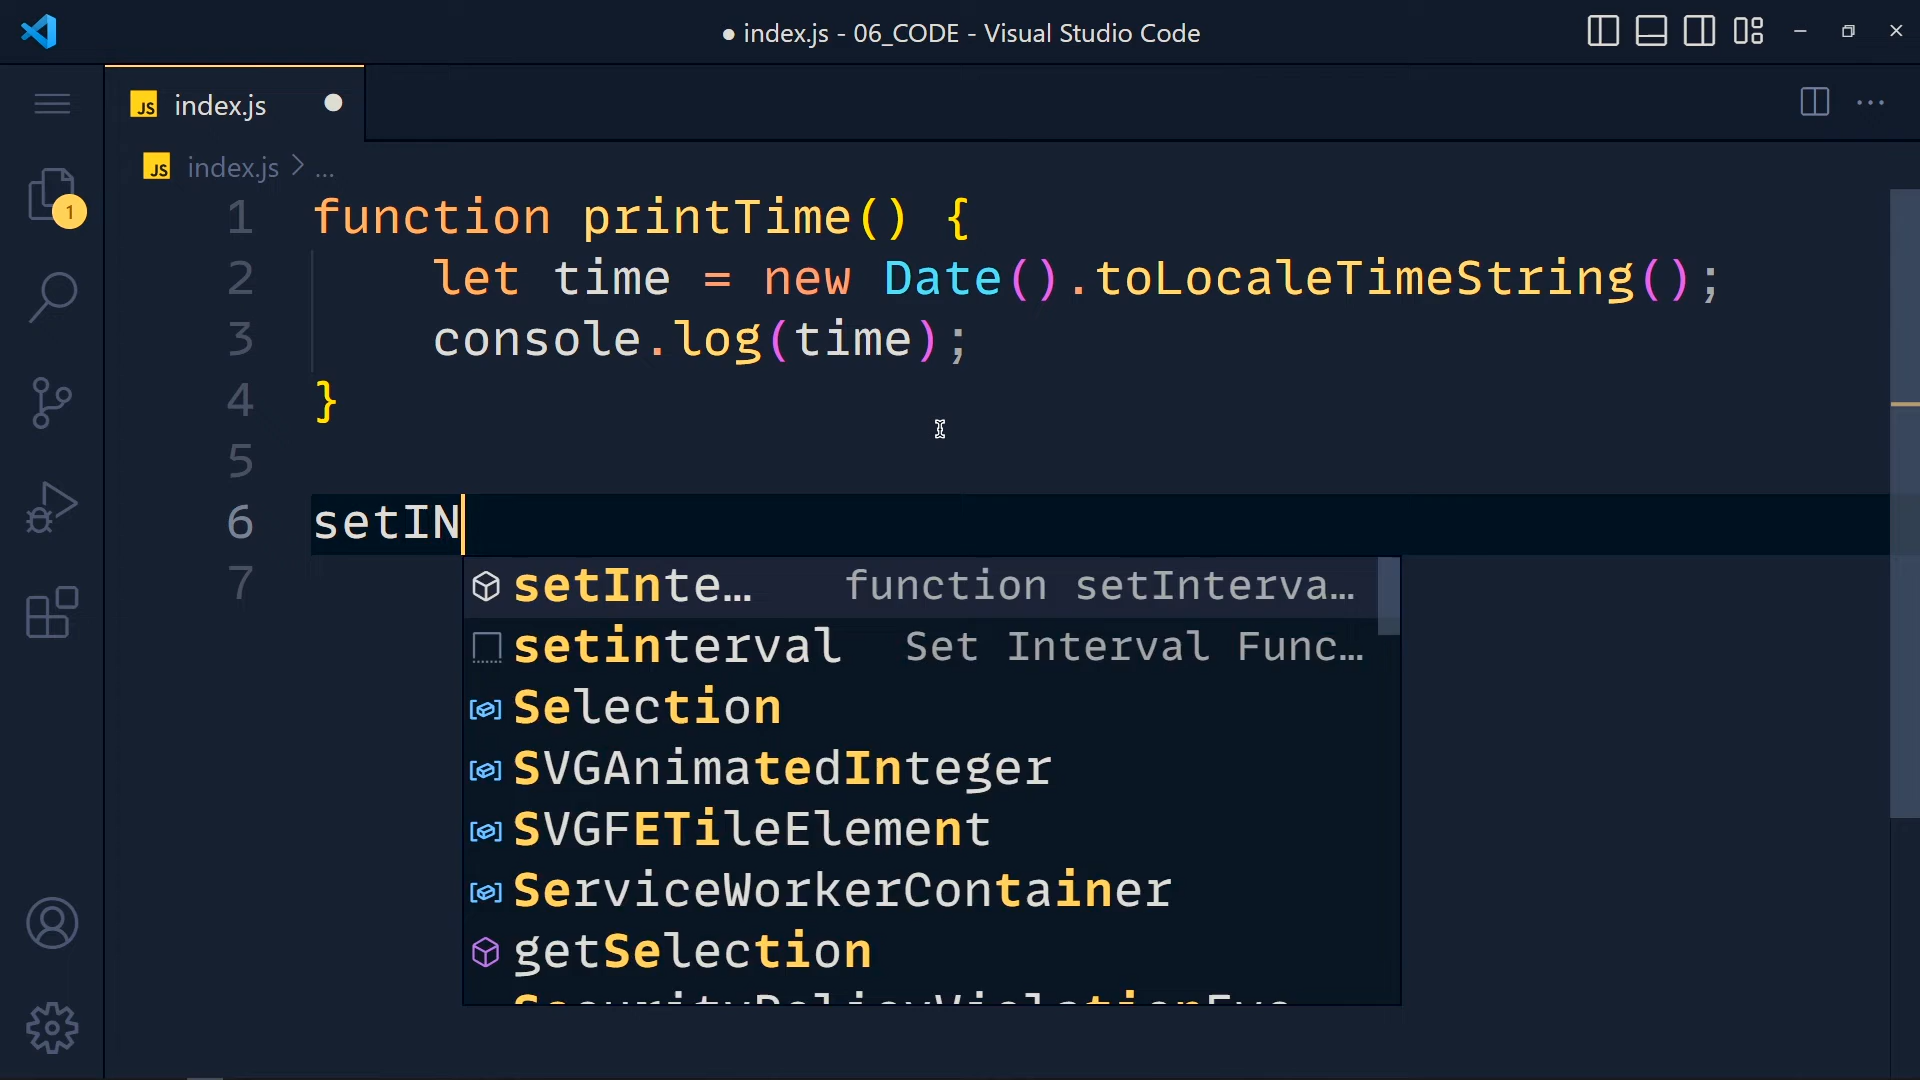 index.js - 06_CODE - Visual Studio Code
JS index.js
1
JS index.js > ...
1 function printTime() {
2 let time = new Date().toLocaleTimeString();
3 console.log(time);
4 }
5
6 setIN
7
setInte… function setInterva…
setinterval Set Interval Func…
Selection
SVGAnimatedInteger
SVGFETileElement
ServiceWorkerContainer
getSelection